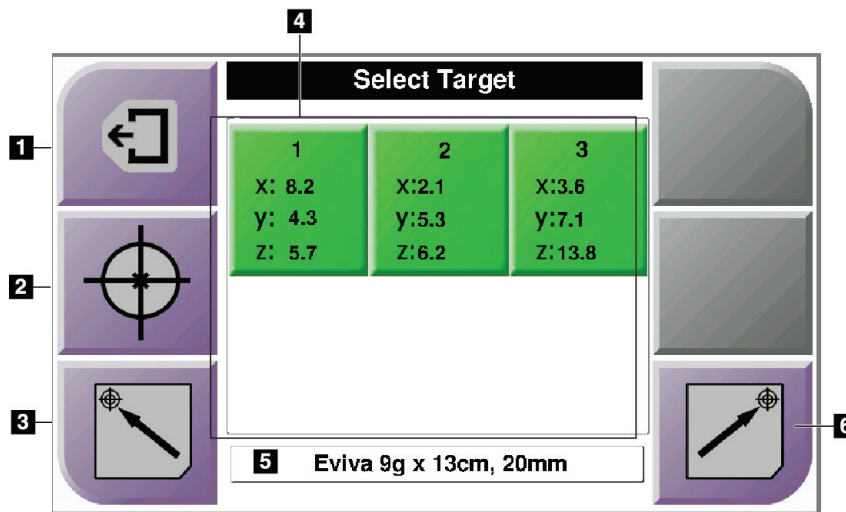 4
Select Target
1
2
3
1 2 3
x: 8.2 x:2.1 x:3.6
y: 4.3 y:5.3 y:7.1
z: 5.7 z:6.2 z:13.8
5 Eviva 9g x 13cm, 20mm
6